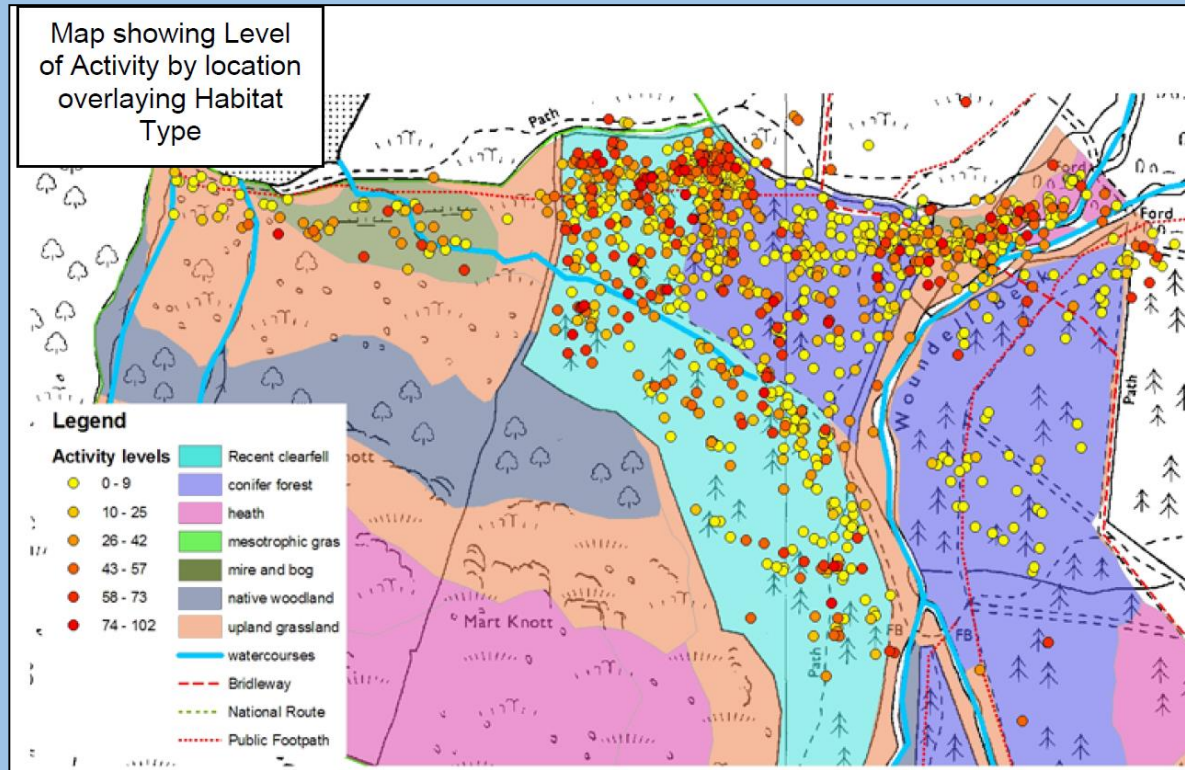 Map showing Level
of Activity by location
overlaying Habitat
Type
Path
Ford
Ford
Path
Legend
Activity levels
0 - 9
10 - 25
26 - 42
43 - 57
58 - 73
74 - 102
Recent clearfell
conifer forest
heath
mesotrophic gras
mire and bog
native woodland
upland grassland
watercourses
Bridleway
National Route
Public Footpath
nott
Mart Knott
Path
FB
FB